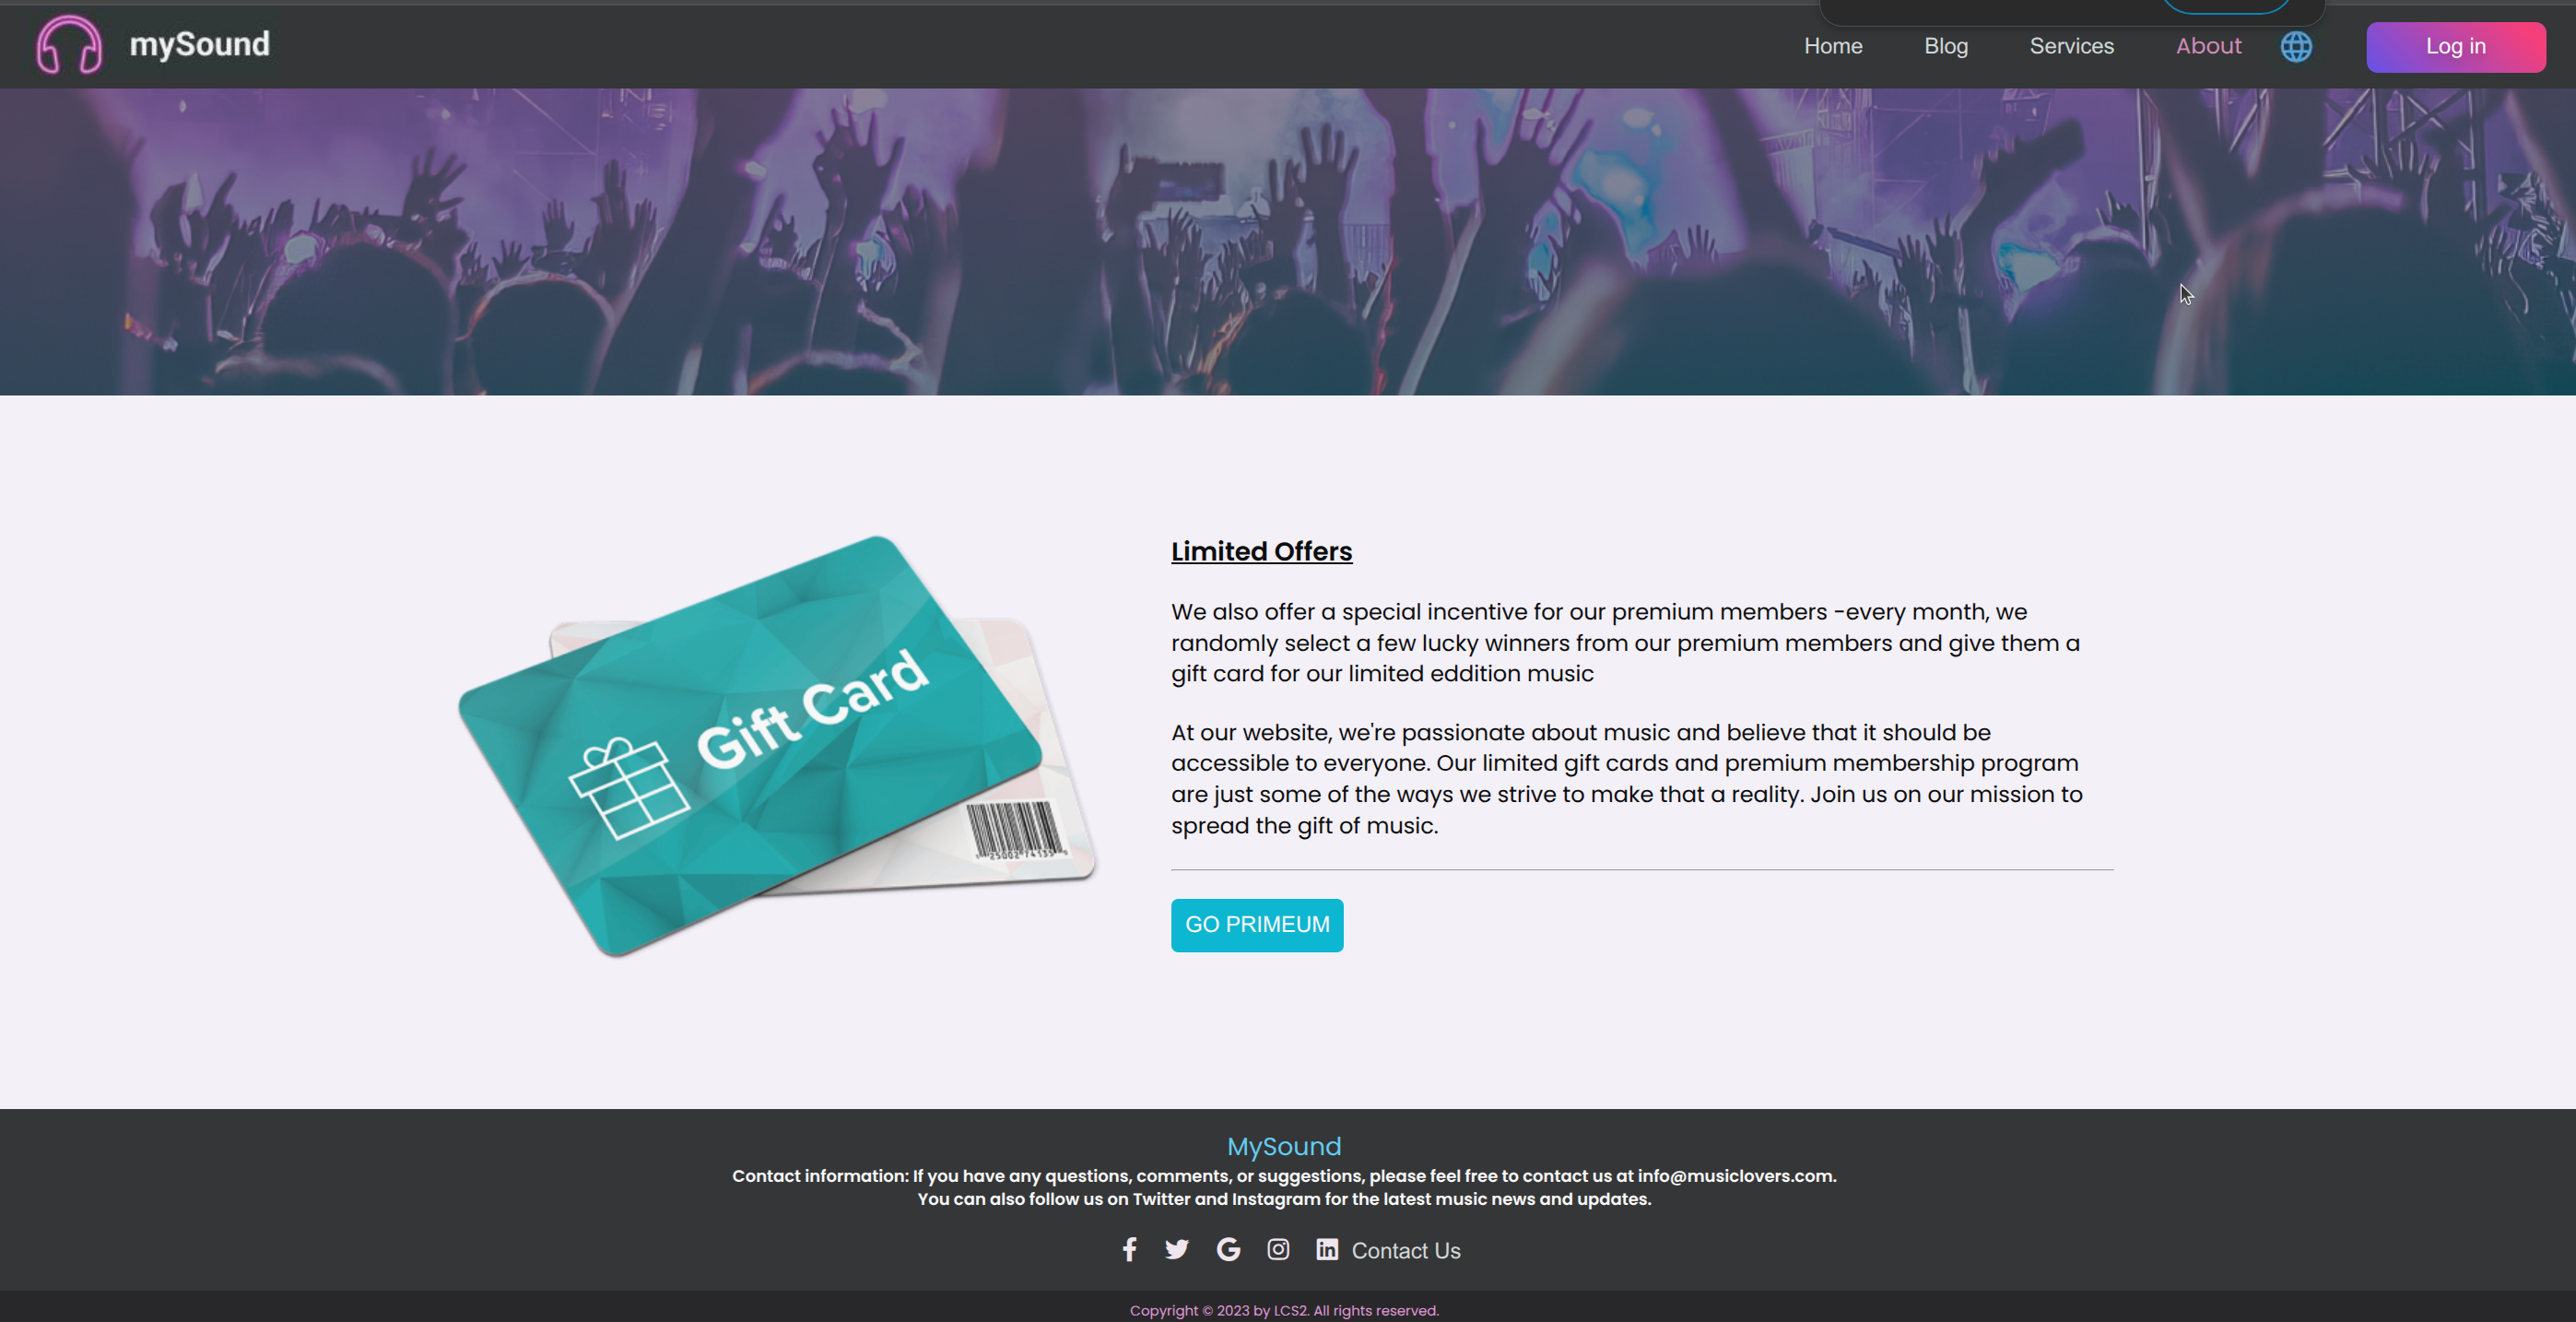 mySound
Home Blog Services About Log in
Gift Card
Limited Offers
We also offer a special incentive for our premium members -every month, we
randomly select a few lucky winners from our premium members and give them a
gift card for our limited eddition music
At our website, we're passionate about music and believe that it should be
accessible to everyone. Our limited gift cards and premium membership program
are just some of the ways we strive to make that a reality. Join us on our mission to
spread the gift of music.
GO PRIMEUM
MySound
Contact information: If you have any questions, comments, or suggestions, please feel free to contact us at info@musiclovers.com.
You can also follow us on Twitter and Instagram for the latest music news and updates.
Contact Us
Copyright © 2023 by LCS2. All rights reserved.